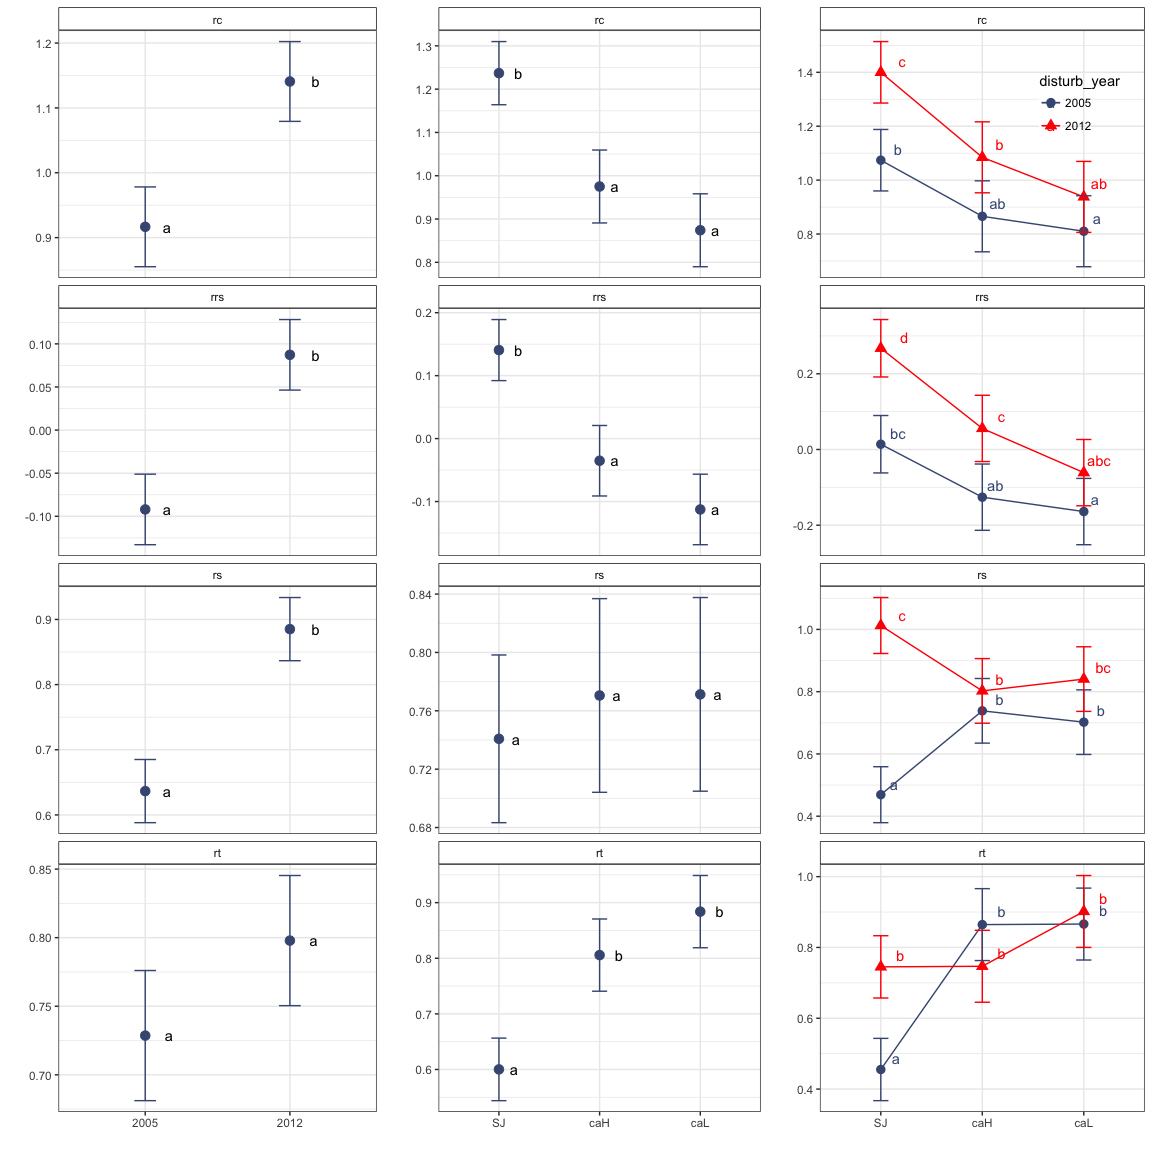 rc
rc
rc
1.2
1.1
1.0
0.9
b
a
1.3
1.2
1.1
1.0
0.9
0.8
b
a
a
1.4
1.2
1.0
0.8
c
b
ab
b
ab
a
disturb_year
2005
2012
rrs
rrs
rrs
0.10
0.05
0.00
-0.05
-0.10
b
a
0.2
0.1
0.0
-0.1
b
a
a
0.2
0.0
-0.2
d
c
abc
bc
ab
a
rs
rs
rs
0.9
0.8
0.7
0.6
b
a
0.84
0.80
0.76
0.72
0.68
a
a
a
1.0
0.8
0.6
0.4
c
b
bc
a
b
b
rt
rt
rt
0.85
0.80
0.75
0.70
a
a
0.9
0.8
0.7
0.6
a
b
b
1.0
0.8
0.6
0.4
b
b
b
a
b
b
2005
2012
SJ
caH
caL
SJ
caH
caL